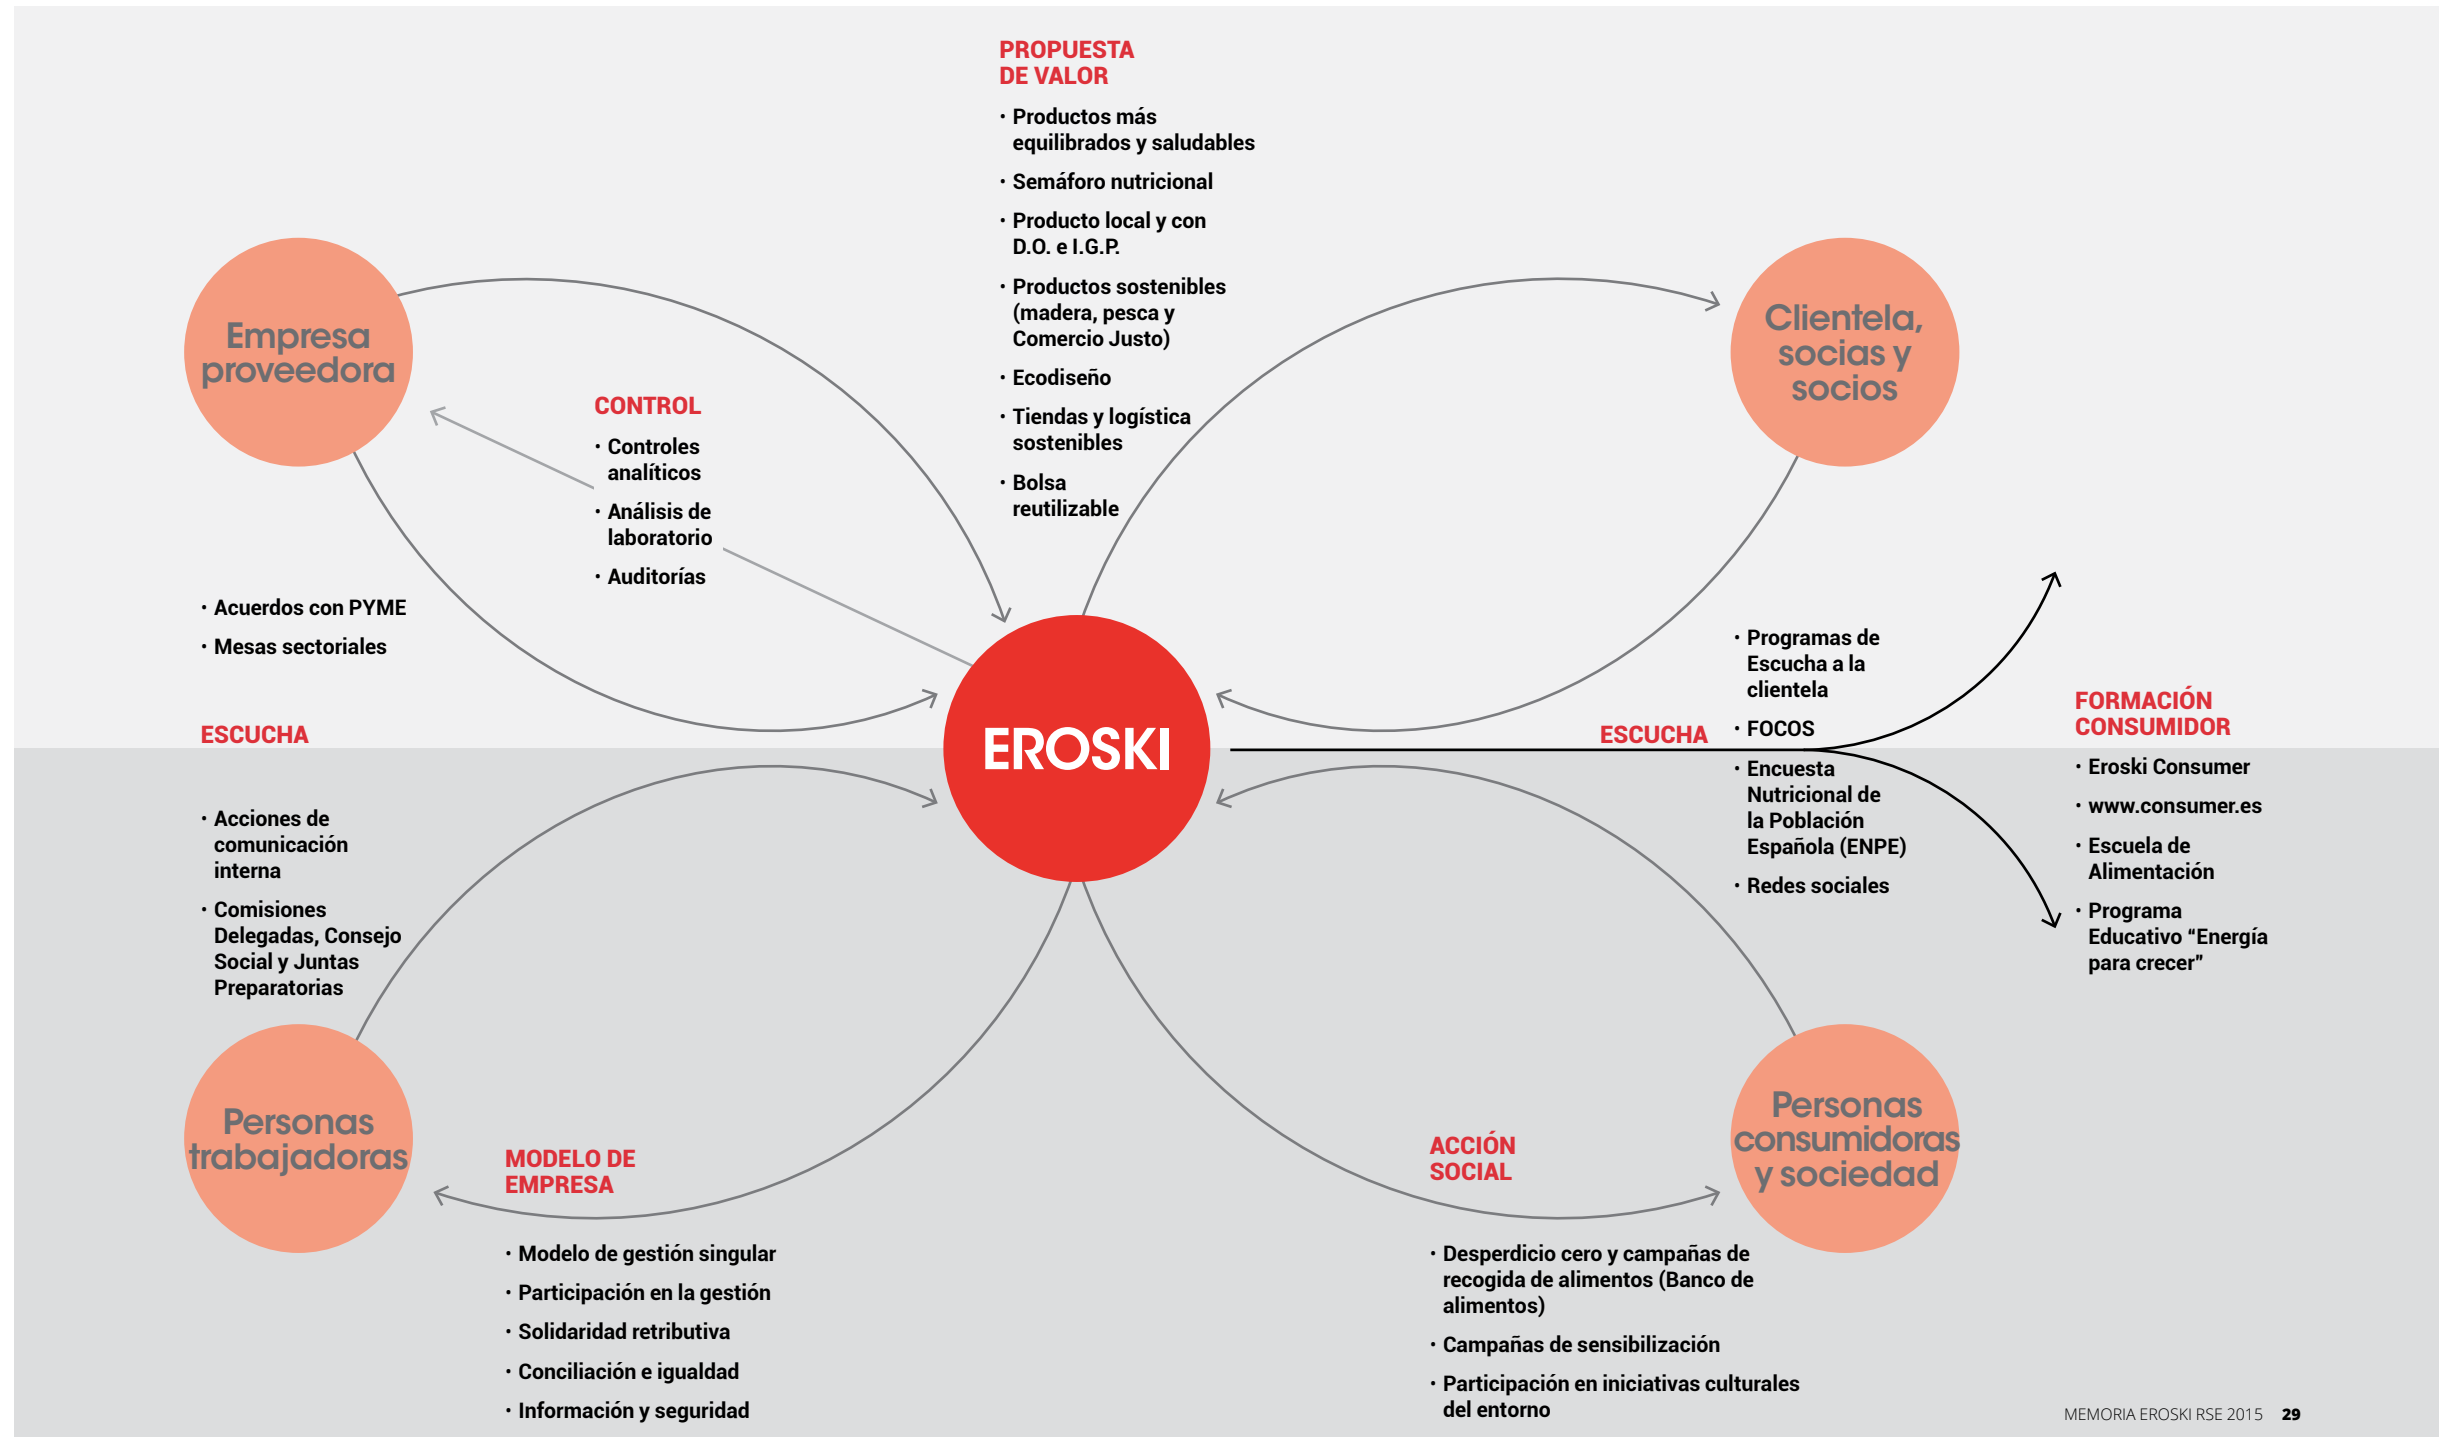 PROPUESTA
DE VALOR
· Productos más
equilibrados y saludables
· Semáforo nutricional
· Producto local y con
D.O. e I.G.P.
· Productos sostenibles
(madera, pesca y
Comercio Justo)
· Ecodiseño
· Tiendas y logística
sostenibles
· Bolsa
reutilizable
Empresa
proveedora
CONTROL
· Controles
analíticos
· Análisis de
laboratorio
· Auditorías
Clientela,
socias y
socios
· Acuerdos con PYME
· Mesas sectoriales
ESCUCHA
· Acciones de
comunicación
interna
· Comisiones
Delegadas, Consejo
Social y Juntas
Preparatorias
EROSKI
ESCUCHA
· Programas de
Escucha a la
clientela
· FOCOS
· Encuesta
Nutricional de
la Población
Española (ENPE)
· Redes sociales
FORMACIÓN
CONSUMIDOR
· Eroski Consumer
· www.consumer.es
· Escuela de
Alimentación
· Programa
Educativo “Energía
para crecer”
Personas
trabajadoras
MODELO DE
EMPRESA
· Modelo de gestión singular
· Participación en la gestión
· Solidaridad retributiva
· Conciliación e igualdad
· Información y seguridad
ACCIÓN
SOCIAL
· Desperdicio cero y campañas de
recogida de alimentos (Banco de
alimentos)
· Campañas de sensibilización
· Participación en iniciativas culturales
del entorno
Personas
consumidoras
y sociedad
MEMORIA EROSKI RSE 2015 29